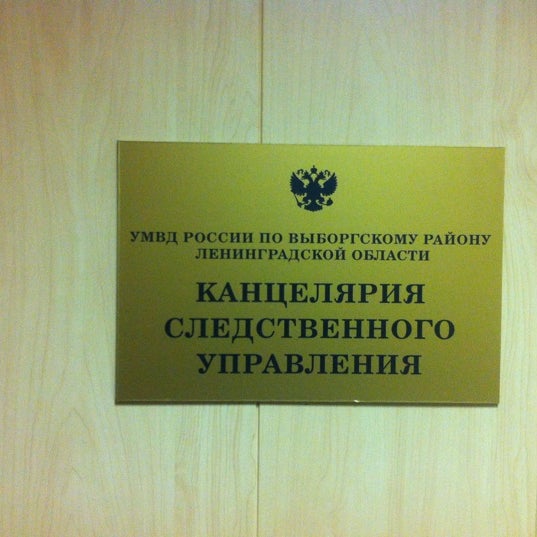 УМВД РОССИИ ПО ВЫБОРГСКОМУ РАЙОНУ
ЛЕНИНГРАДСКОЙ ОБЛАСТИ
КАНЦЕЛЯРИЯ
СЛЕДСТВЕННОГО
УПРАВЛЕНИЯ